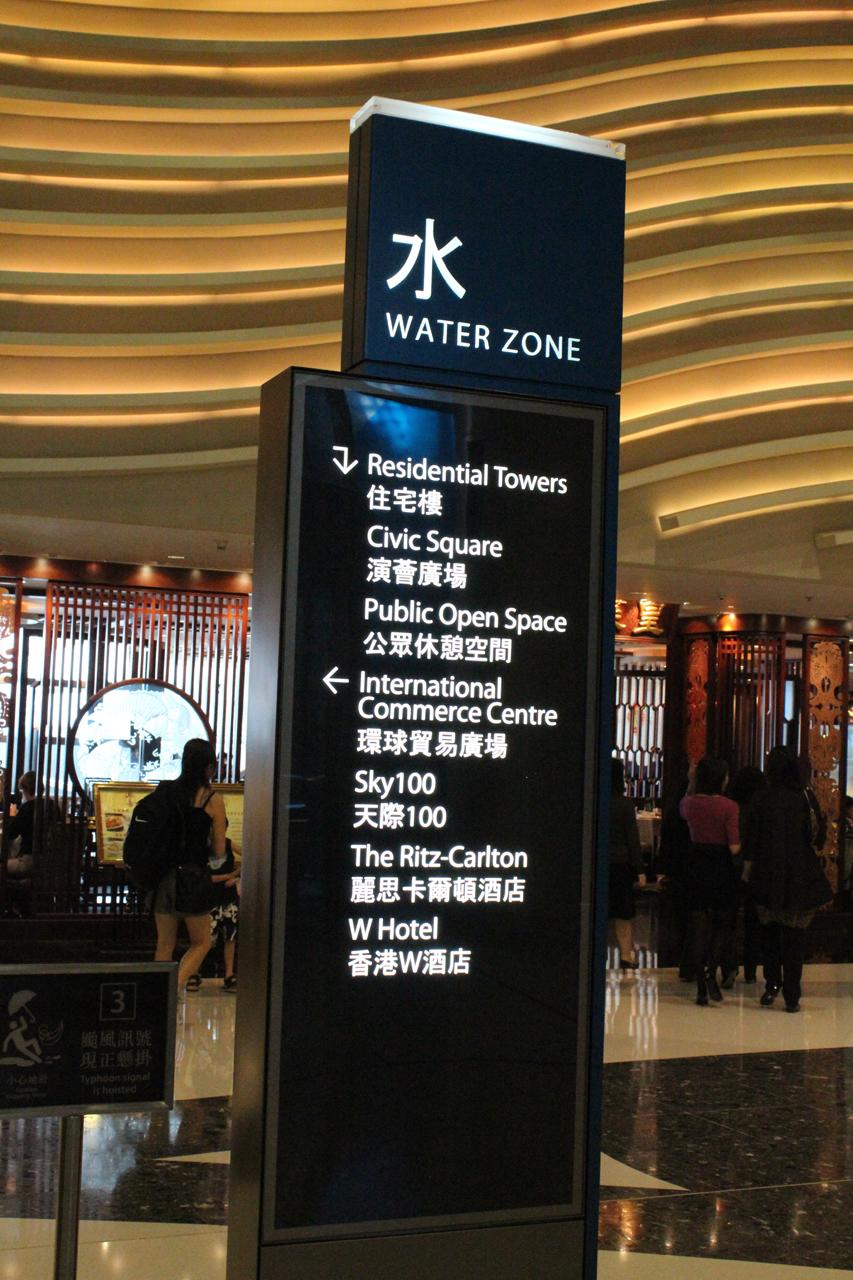 水
WATER ZONE
Residential Towers
住宅樓
Civic Square
演薈廣場
Public Open Space
公眾休憩空間
International
Commerce Centre
環球貿易廣場
Sky100
天際100
The Ritz-Carlton
麗思卡爾頓酒店
W Hotel
香港W酒店
3
颱風訊號
現正懸掛
Typhoon signal
is hoisted